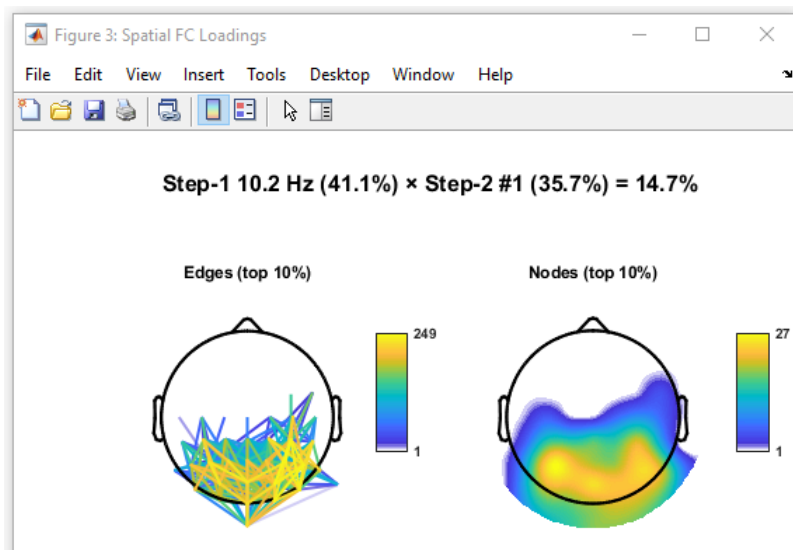 Figure 3: Spatial FC Loadings
File Edit View Insert Tools Desktop Window Help
Step-1 10.2 Hz (41.1%) × Step-2 #1 (35.7%) = 14.7%
Edges (top 10%) Nodes (top 10%)
249 27
1 1